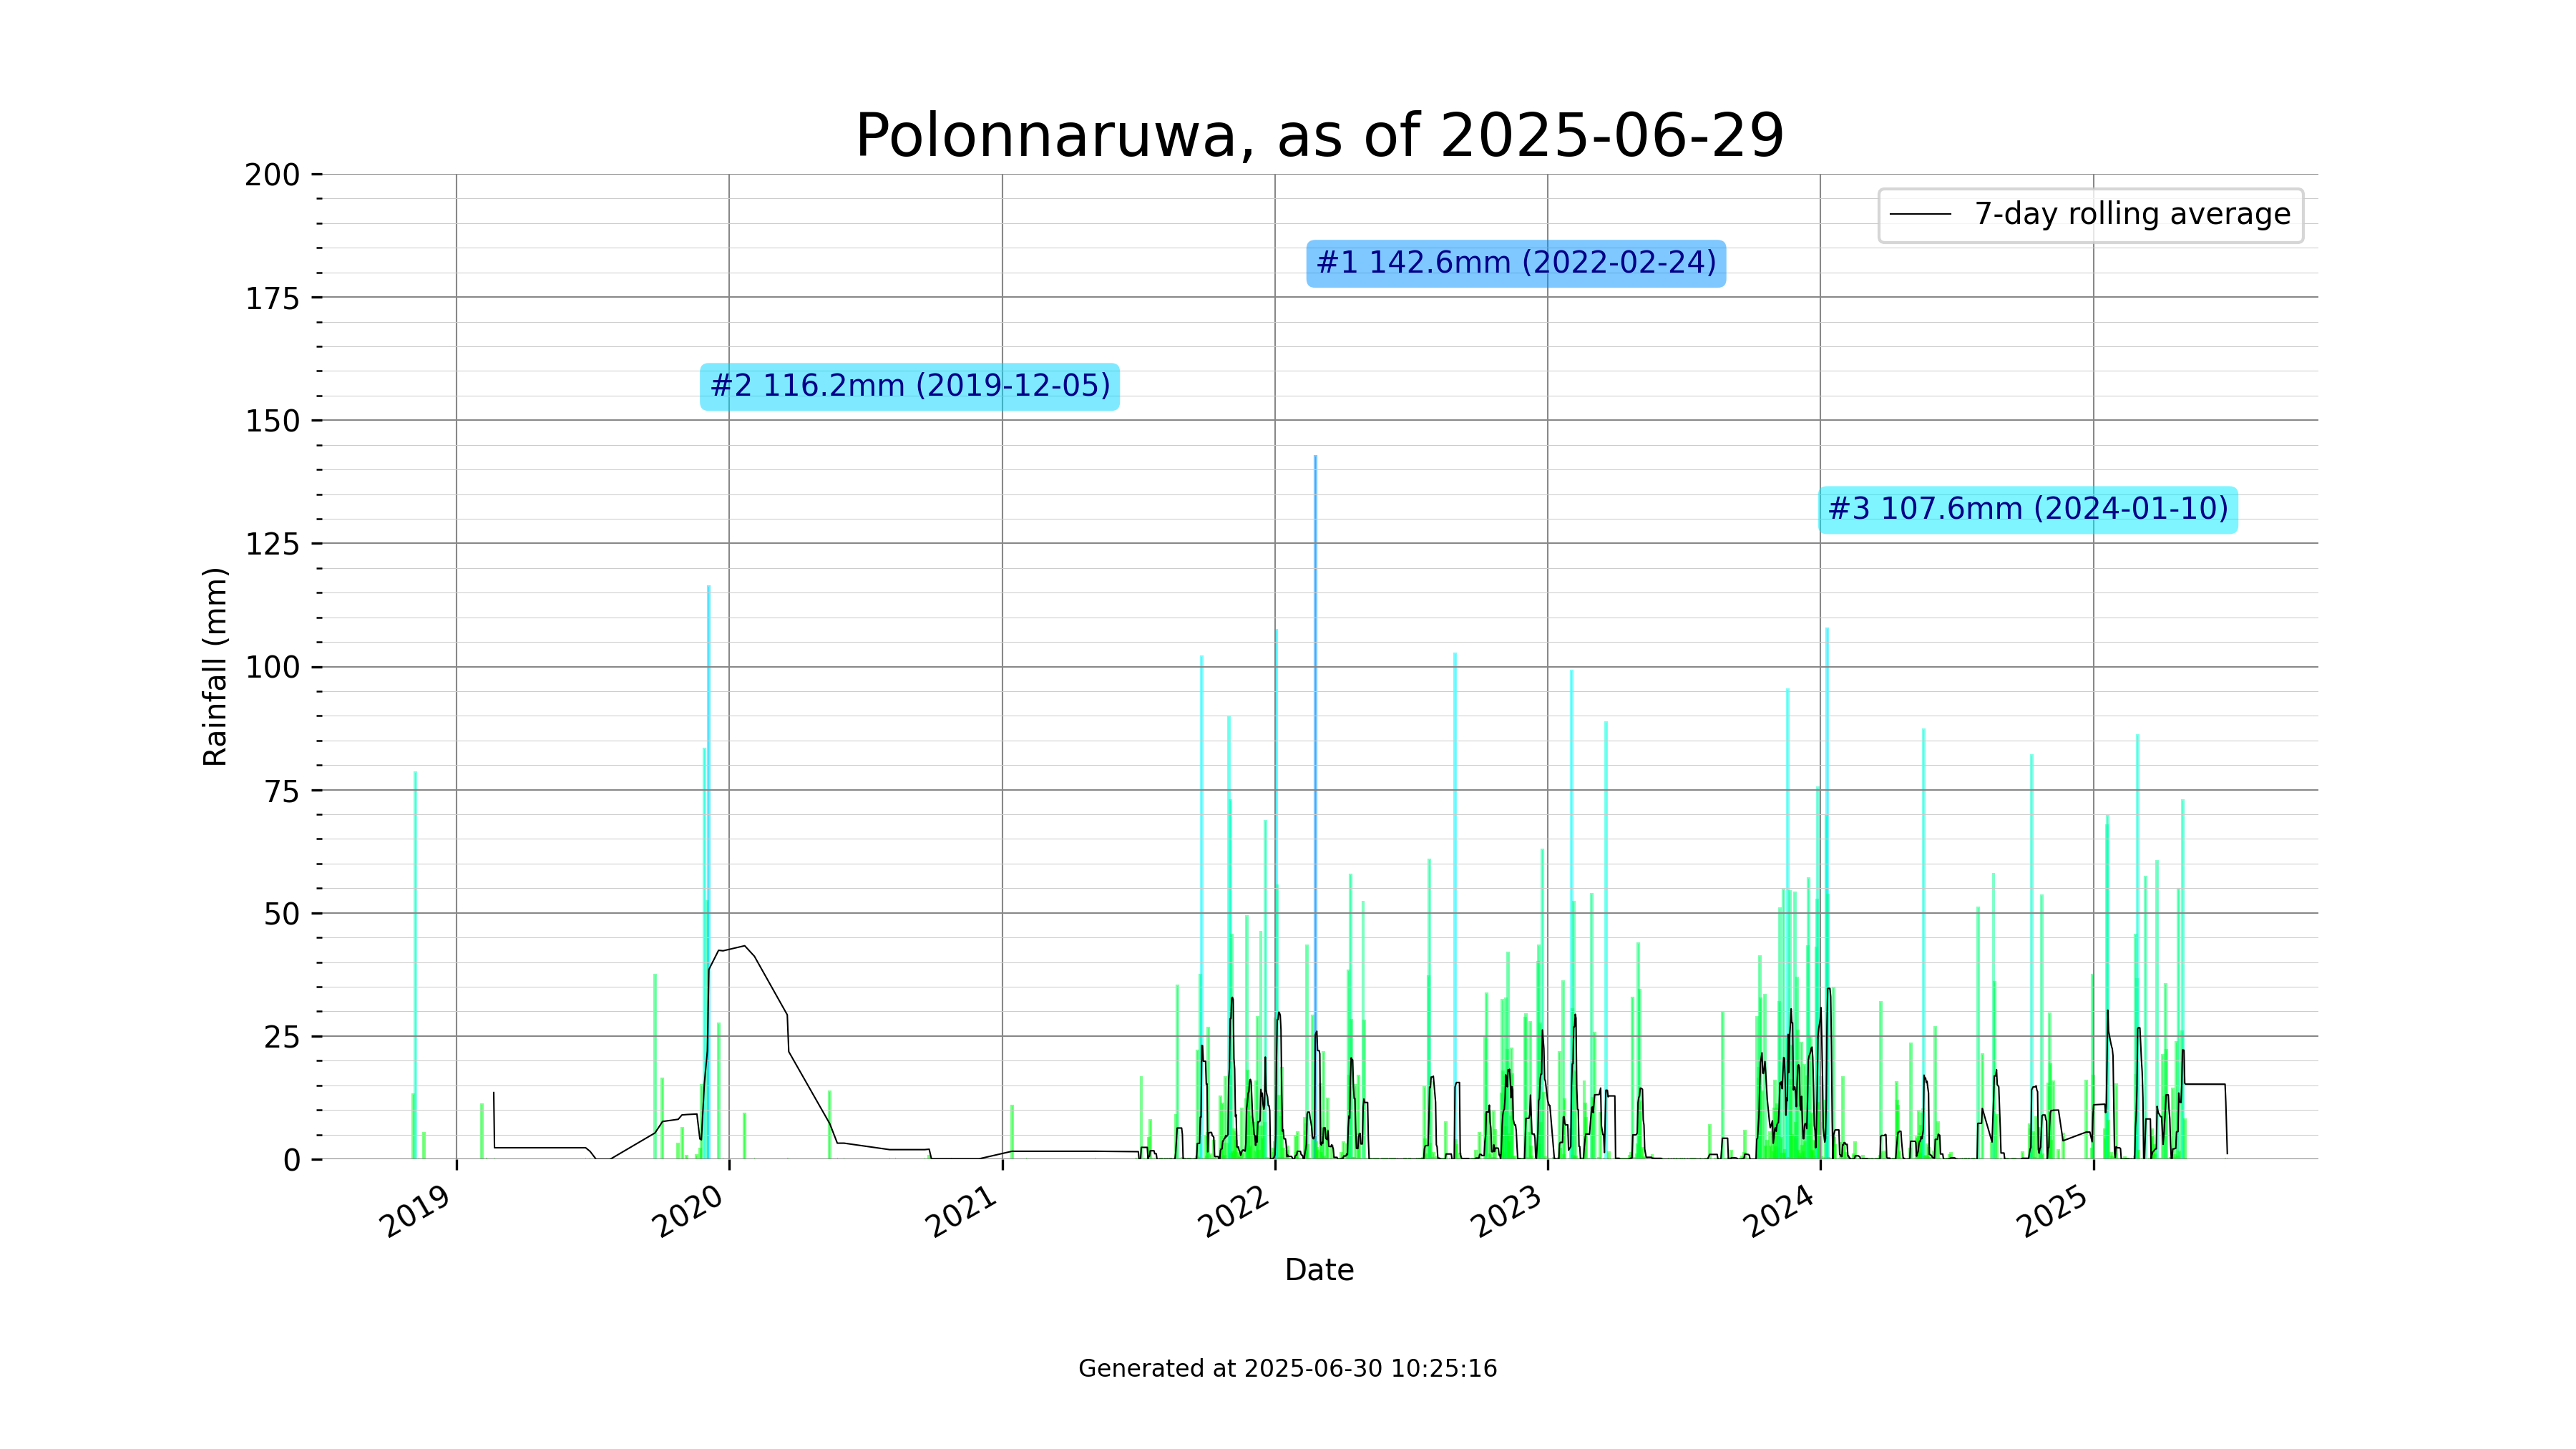 Polonnaruwa, as of 2025-06-29
200
175
150
125
100
75
50
25
0
Rainfall (mm)
7-day rolling average
#1 142.6mm (2022-02-24)
#2 116.2mm (2019-12-05)
#3 107.6mm (2024-01-10)
2019
2020
2021
2022
2023
2024
2025
Date
Generated at 2025-06-30 10:25:16